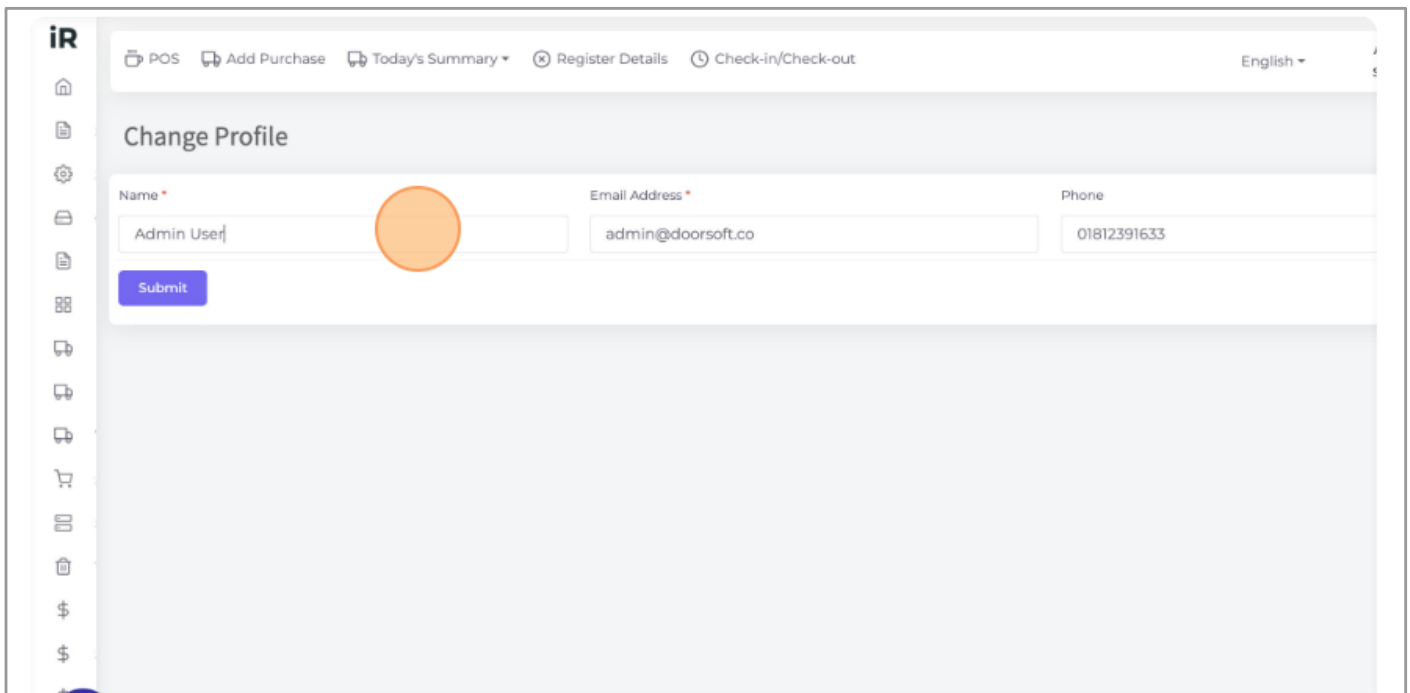 iR
POS Add Purchase Today's Summary Register Details Check-in/Check-out English
Change Profile
Name * Email Address * Phone
Admin User admin@doorsoft.co 01812391633
Submit